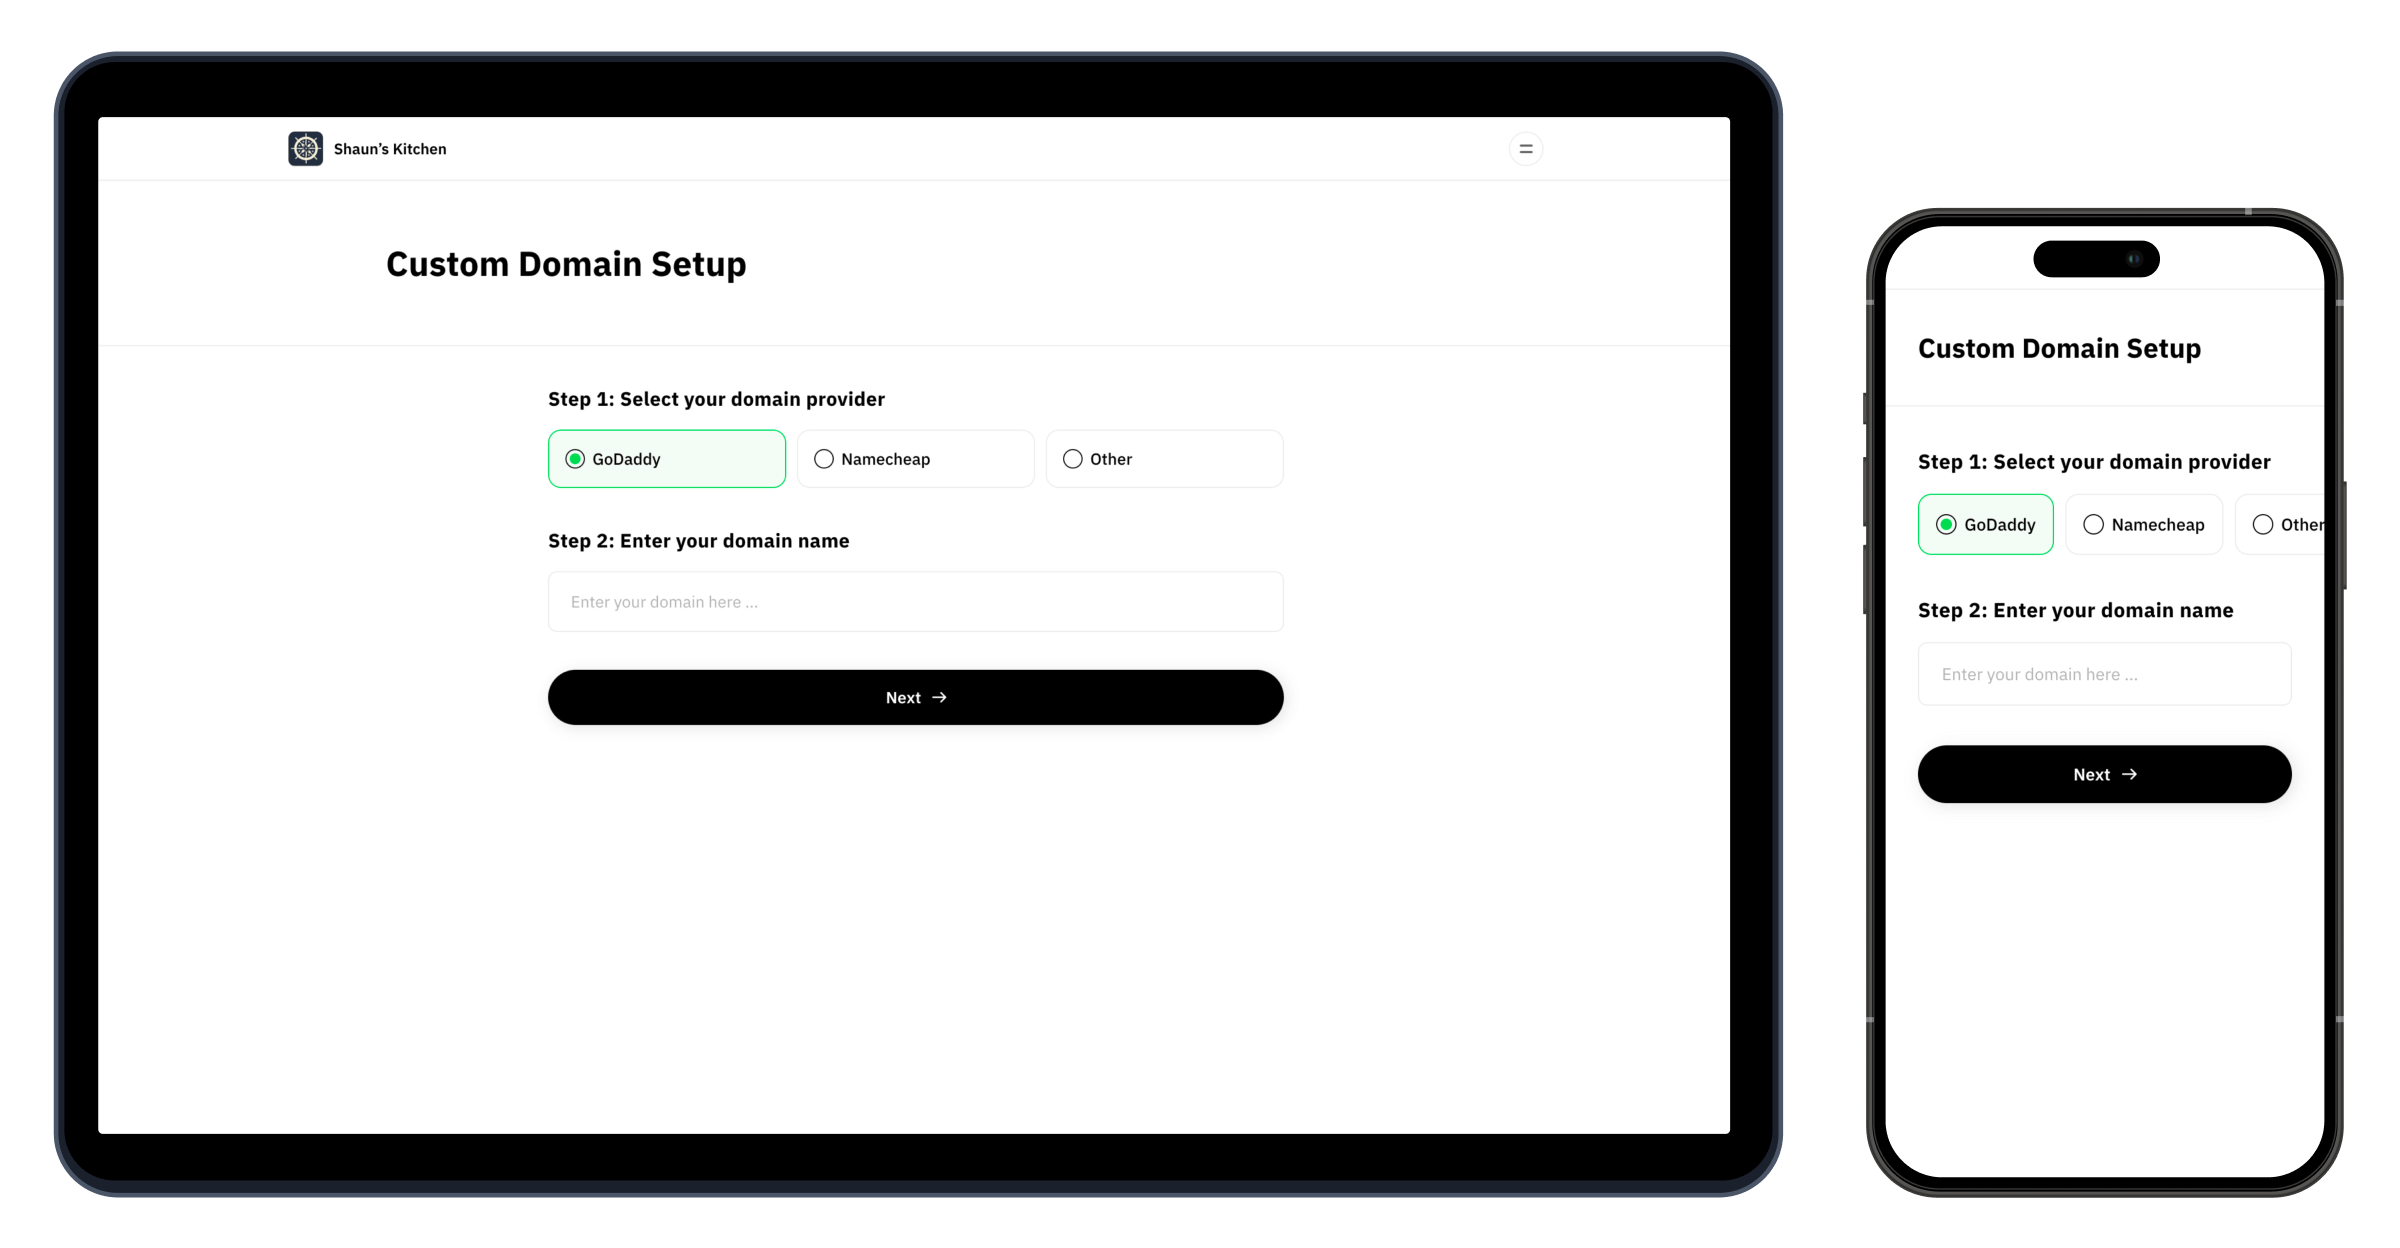 Shaun's Kitchen
Custom Domain Setup
Step 1: Select your domain provider
GoDaddy Namecheap Other
Step 2: Enter your domain name
Enter your domain here ...
Next →
Custom Domain Setup
Step 1: Select your domain provider
GoDaddy Namecheap Other
Step 2: Enter your domain name
Enter your domain here ...
Next →